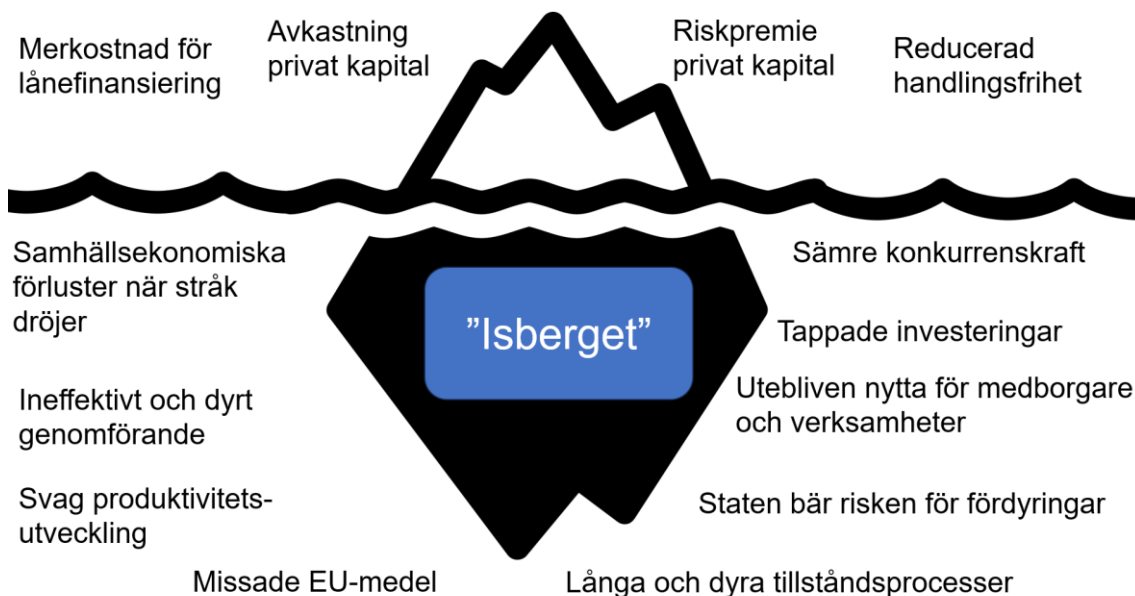 Merkostnad för
lånefinansiering
Avkastning
privat kapital
Riskpremie
privat kapital
Reducerad
handlingsfrihet
Samhällsekonomiska
förluster när stråk
dröjer
Ineffektivt och dyrt
genomförande
Svag produktivitets-
utveckling
Missade EU-medel
”Isberget”
Sämre konkurrenskraft
Tappade investeringar
Utebliven nytta för medborgare
och verksamheter
Staten bär risken för fördyringar
Långa och dyra tillståndsprocesser